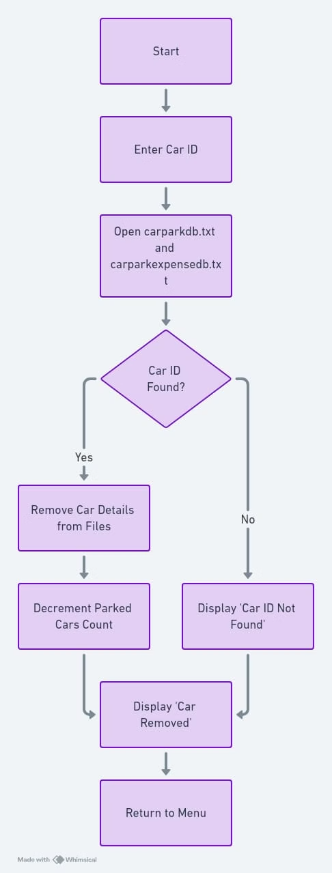 Start
Enter Car ID
Open carparkdb.txt
and
carparkexpensedb.tx
t
Car ID
Found?
Yes
No
Remove Car Details
from Files
Decrement Parked
Cars Count
Display 'Car ID Not
Found'
Display 'Car
Removed'
Return to Menu
Made with Whimsical